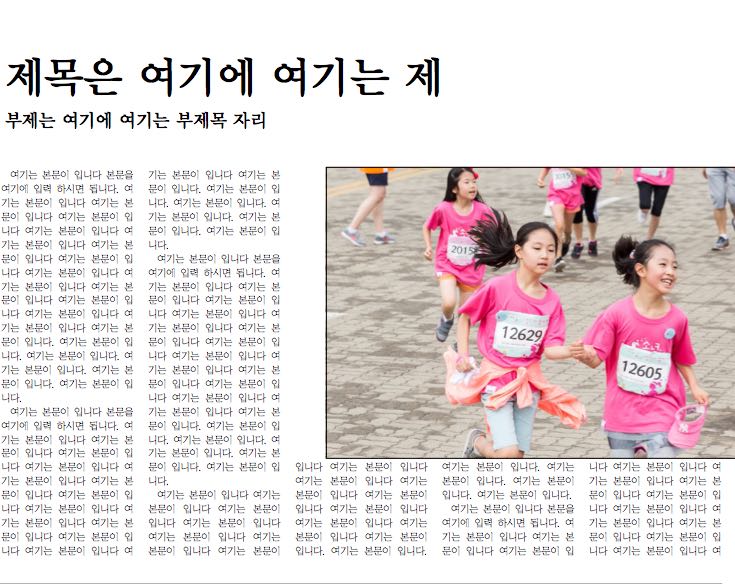 제목은 여기에 여기는 제
부제는 여기에 여기는 부제목 자리
여기는 본문이 입니다 본문을
여기에 입력 하시면 됩니다. 여
기는 본문이 입니다 여기는 본
문이 입니다 여기는 본문이 입
니다 여기는 본문이 입니다 여
기는 본문이 입니다 여기는 본
문이 입니다 여기는 본문이 입
니다 여기는 본문이 입니다 여
기는 본문이 입니다 여기는 본
문이 입니다 여기는 본문이 입
니다 여기는 본문이 입니다 여
기는 본문이 입니다 여기는 본
문이 입니다. 여기는 본문이 입
니다. 여기는 본문이 입니다. 여
기는 본문이 입니다. 여기는 본
문이 입니다. 여기는 본문이 입
니다.
여기는 본문이 입니다 본문을
여기에 입력 하시면 됩니다. 여
기는 본문이 입니다 여기는 본
문이 입니다 여기는 본문이 입
니다 여기는 본문이 입니다 여
기는 본문이 입니다 여기는 본
문이 입니다 여기는 본문이 입
니다 여기는 본문이 입니다 여
기는 본문이 입니다 여기는 본
문이 입니다 여기는 본문이 입
니다 여기는 본문이 입니다 여
기는 본문이 입니다 여기는 본
문이 입니다. 여기는 본문이 입
니다. 여기는 본문이 입니다. 여
기는 본문이 입니다. 여기는 본
문이 입니다. 여기는 본문이 입
니다.
여기는 본문이 입니다 본문을
여기에 입력 하시면 됩니다. 여
기는 본문이 입니다 여기는 본
문이 입니다 여기는 본문이 입
니다 여기는 본문이 입니다 여
기는 본문이 입니다 여기는 본
문이 입니다 여기는 본문이 입
니다 여기는 본문이 입니다 여
기는 본문이 입니다 여기는 본
문이 입니다 여기는 본문이 입
니다 여기는 본문이 입니다 여
기는 본문이 입니다 여기는 본
문이 입니다. 여기는 본문이 입
니다. 여기는 본문이 입니다. 여
기는 본문이 입니다. 여기는 본
문이 입니다. 여기는 본문이 입
니다.
여기는 본문이 입니다 여기는
본문이 입니다 여기는 본문이
입니다 여기는 본문이 입니다
여기는 본문이 입니다 여기는
본문이 입니다 여기는 본문이
2015
2015
12629
12605
입니다 여기는 본문이 입니다
여기는 본문이 입니다 여기는
본문이 입니다 여기는 본문이
입니다 여기는 본문이 입니다
여기는 본문이 입니다 여기는
본문이 입니다 여기는 본문이
입니다. 여기는 본문이 입니다.
여기는 본문이 입니다. 여기는
본문이 입니다. 여기는 본문이
입니다. 여기는 본문이 입니다.
여기는 본문이 입니다 본문을
여기에 입력 하시면 됩니다. 여
기는 본문이 입니다 여기는 본
문이 입니다 여기는 본문이 입
니다 여기는 본문이 입니다 여
기는 본문이 입니다 여기는 본
문이 입니다 여기는 본문이 입
니다 여기는 본문이 입니다 여
기는 본문이 입니다 여기는 본
문이 입니다 여기는 본문이 입
니다 여기는 본문이 입니다 여